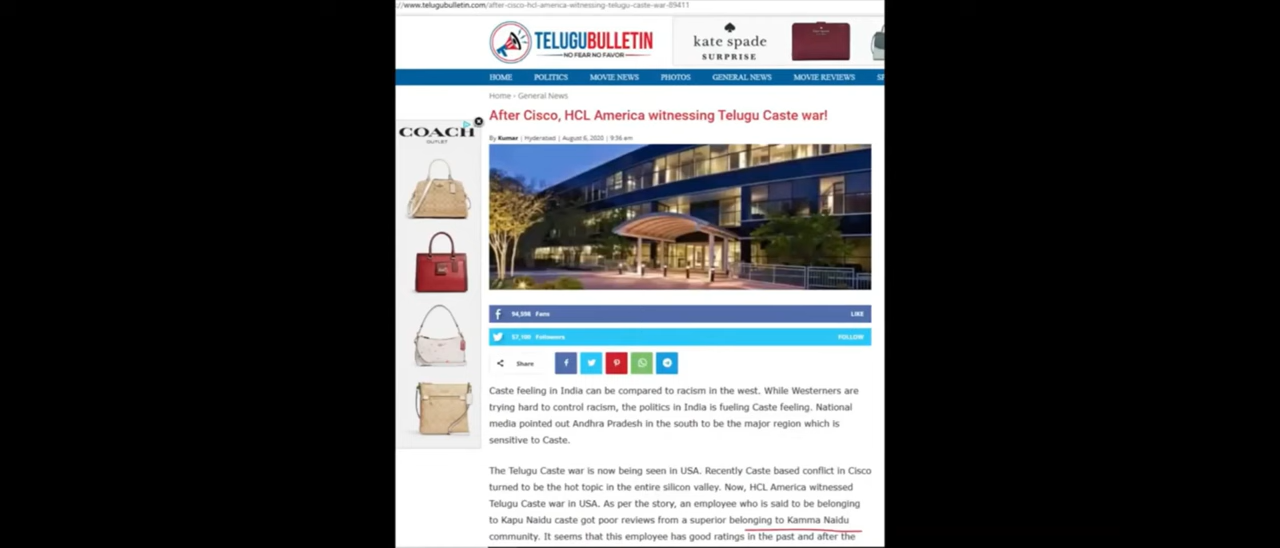 //www.telugubulletin.com/after-cisco-hcl-america-witnessing-telugu-caste-war-89411
TELUGUBULLETIN
NO FEAR NO FAVOR
kate spade
SURPRISE
HOME POLITICS MOVIE NEWS PHOTOS GENERAL NEWS MOVIE REVIEWS SP
Home › General News
After Cisco, HCL America witnessing Telugu Caste war!
By Kumar | Hyderabad | August 6, 2020 | 9:56 am
COACH
OUTLET
94,598 Fans LIKE
57,100 Followers FOLLOW
Share
Caste feeling in India can be compared to racism in the west. While Westerners are
trying hard to control racism, the politics in India is fueling Caste feeling. National
media pointed out Andhra Pradesh in the south to be the major region which is
sensitive to Caste.
The Telugu Caste war is now being seen in USA. Recently Caste based conflict in Cisco
turned to be the hot topic in the entire silicon valley. Now, HCL America witnessed
Telugu Caste war in USA. As per the story, an employee who is said to be belonging
to Kapu Naidu caste got poor reviews from a superior belonging to Kamma Naidu
community. It seems that this employee has good ratings in the past and after the